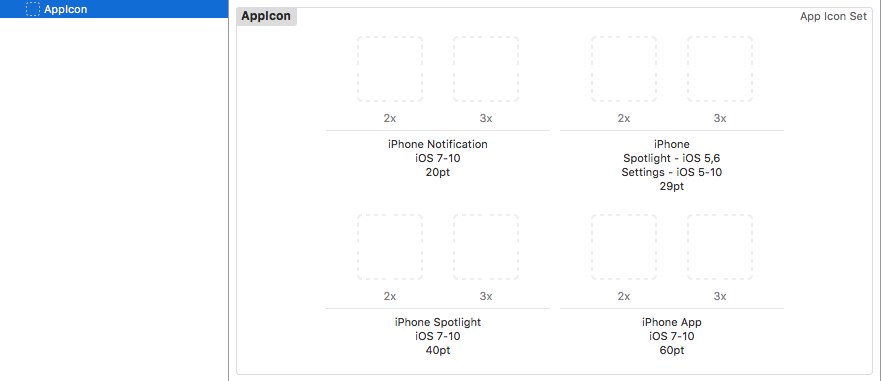 AppIcon
AppIcon
App Icon Set
2x
3x
iPhone Notification
iOS 7-10
20pt
2x
3x
iPhone
Spotlight - iOS 5,6
Settings - iOS 5-10
29pt
2x
3x
iPhone Spotlight
iOS 7-10
40pt
2x
3x
iPhone App
iOS 7-10
60pt